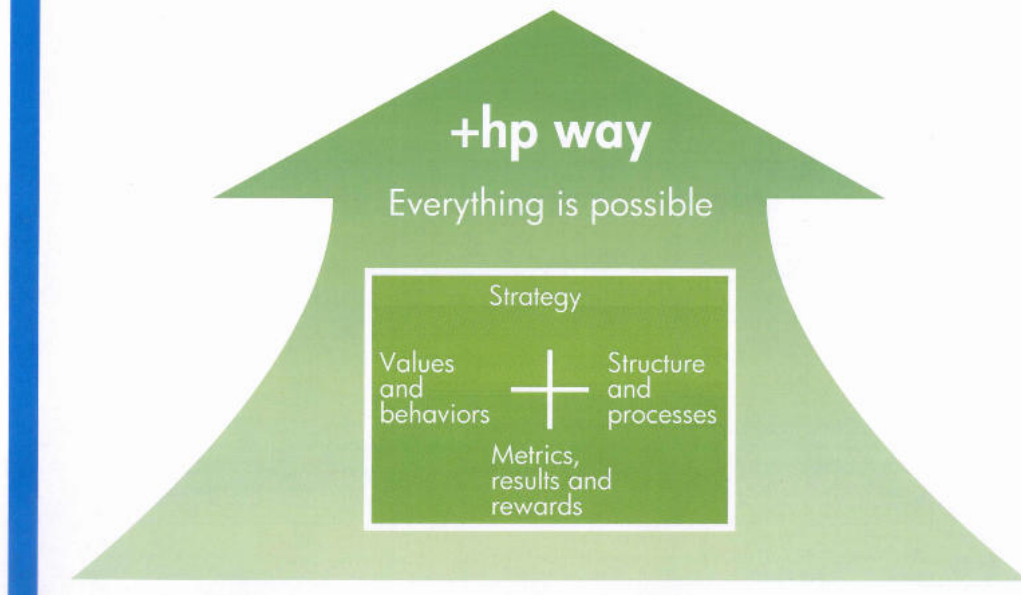 +hp way
Everything is possible
Strategy
Values
and
behaviors
Structure
and
processes
Metrics,
results and
rewards